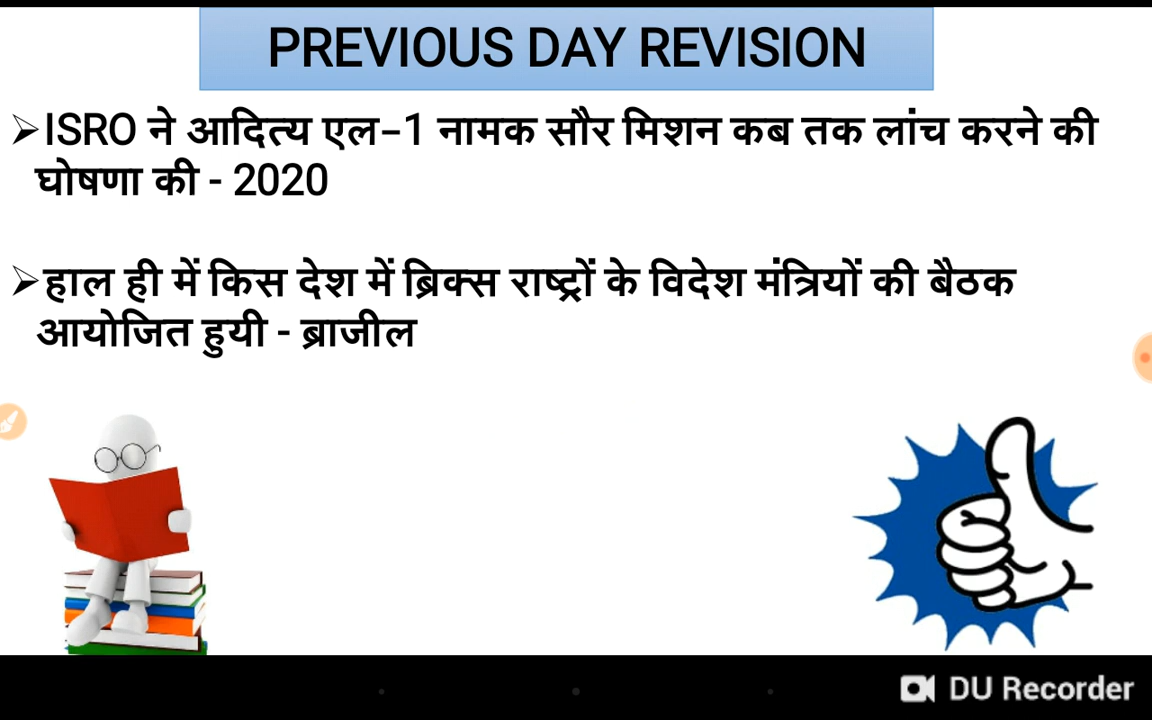 PREVIOUS DAY REVISION
➢ISRO ने आदित्य एल–1 नामक सौर मिशन कब तक लांच करने की
घोषणा की - 2020
➢हाल ही में किस देश में ब्रिक्स राष्ट्रों के विदेश मंत्रियों की बैठक
आयोजित हुयी - ब्राजील
DU Recorder